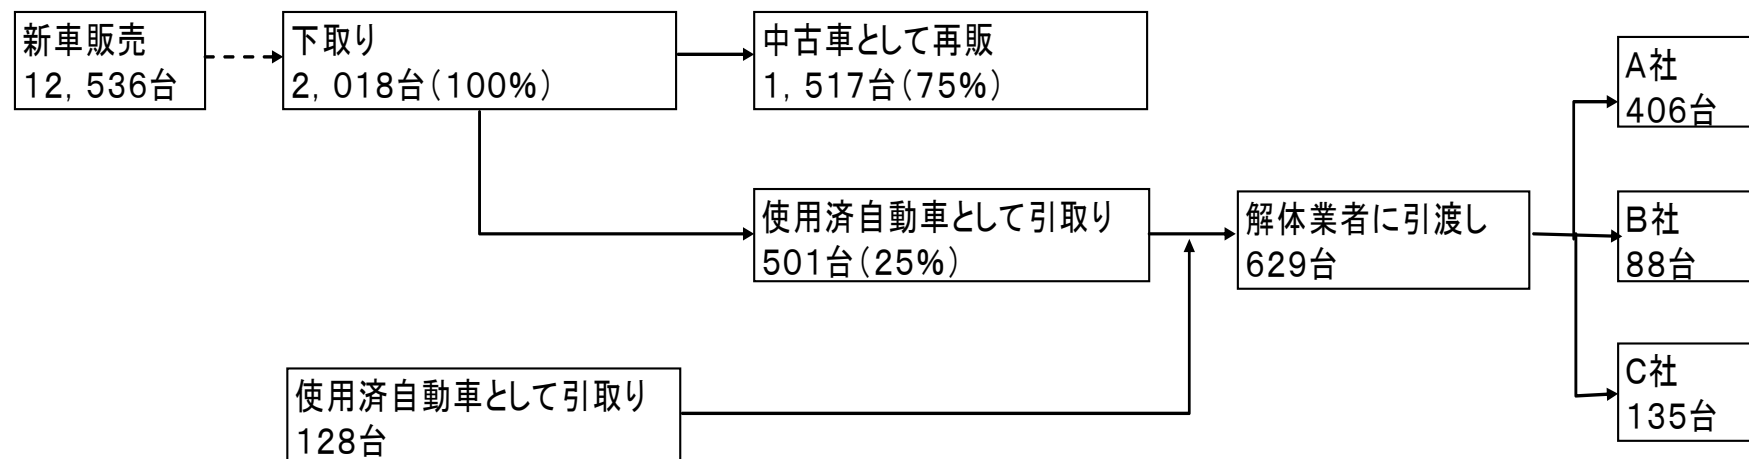 新車販売
12,536台
下取り
2,018台(100%)
中古車として再販
1,517台(75%)
A社
406台
使用済自動車として引取り
501台(25%)
解体業者に引渡し
629台
B社
88台
使用済自動車として引取り
128台
C社
135台